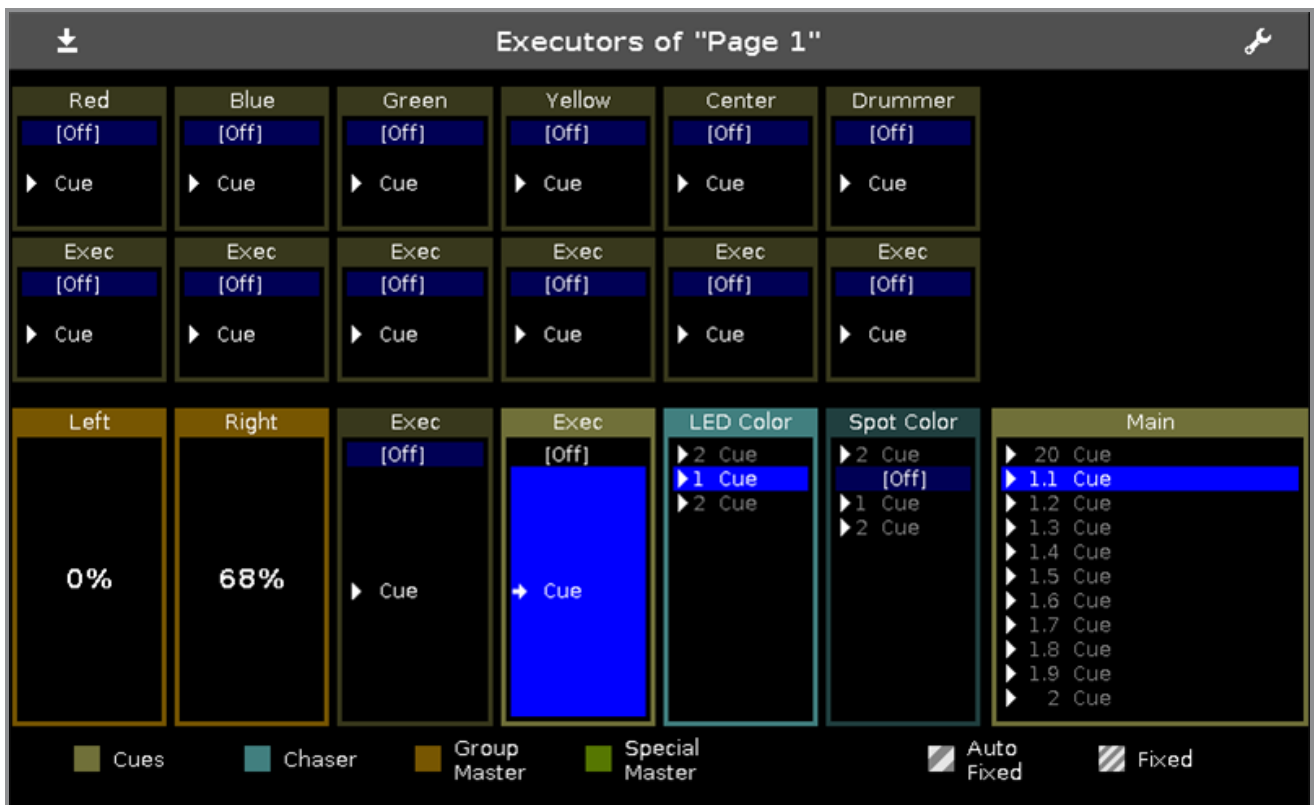 Executors of "Page 1"
Red Blue Green Yellow Center Drummer
[Off] [Off] [Off] [Off] [Off] [Off]
Cue Cue Cue Cue Cue Cue
Exec Exec Exec Exec Exec Exec
[Off] [Off] [Off] [Off] [Off] [Off]
Cue Cue Cue Cue Cue Cue
Left
0%
Right
68%
Exec
[Off]
Cue
Exec
[Off]
Cue
LED Color
2 Cue
1 Cue
2 Cue
Spot Color
2 Cue
[Off]
1 Cue
2 Cue
Main
20 Cue
1.1 Cue
1.2 Cue
1.3 Cue
1.4 Cue
1.5 Cue
1.6 Cue
1.7 Cue
1.8 Cue
1.9 Cue
2 Cue
Cues
Chaser
Group
Master
Special
Master
Auto
Fixed
Fixed